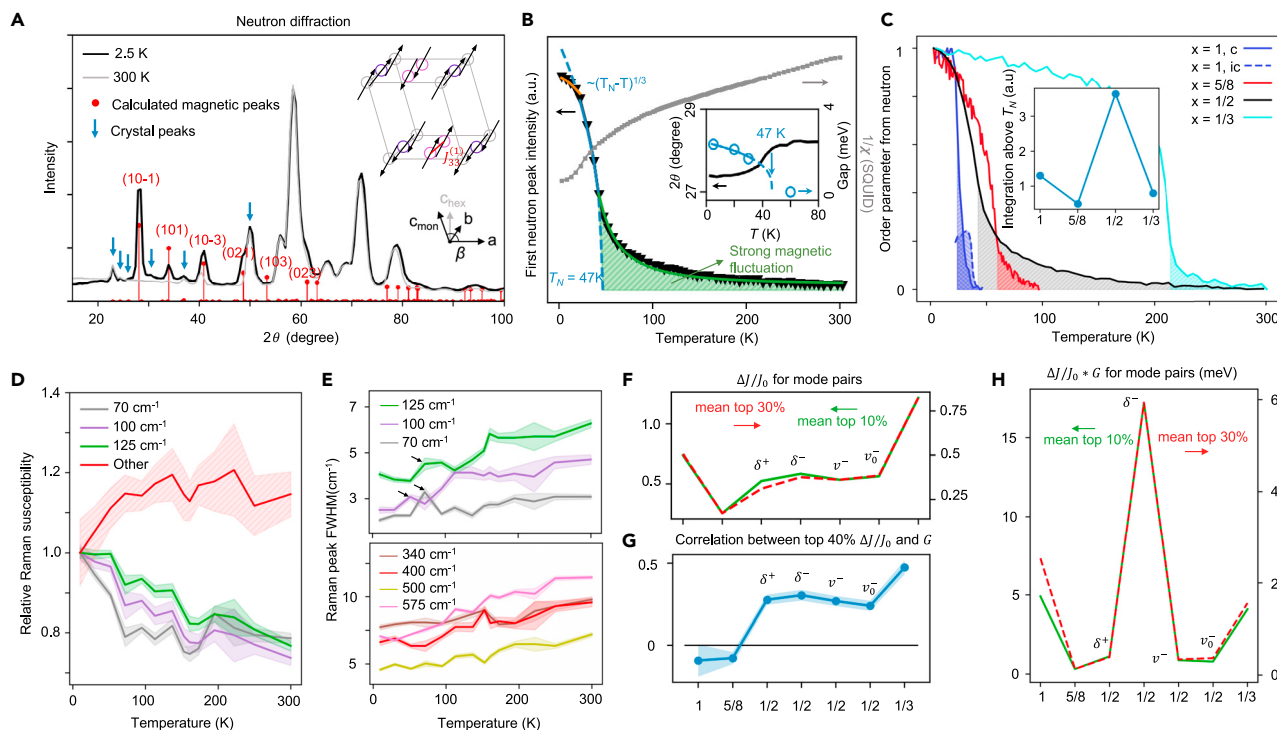 A
Neutron diffraction
2.5 K
300 K
Calculated magnetic peaks
Crystal peaks
(10-1)
(101)
(10-3)
(021)
(103)
(023)
J33(1)
chex
cmon
b
a
β
Intensity
20 40 60 80 100
2θ (degree)
B
First neutron peak intensity (a.u.)
~(TN-T)1/3
47 K
2θ (degree)
29
27
Gap (meV)
4
0
0 40 80
T (K)
Strong magnetic
fluctuation
TN = 47K
1/χ (SQUID)
0 100 200 300
Temperature (K)
C
Order parameter from neutron
1
0
x = 1, c
x = 1, ic
x = 5/8
x = 1/2
x = 1/3
Integration above TN (a.u)
3
2
1
1 5/8 1/2 1/3
0 100 200 300
Temperature (K)
D
Relative Raman susceptibility
1.4
1.2
1.0
0.8
70 cm-1
100 cm-1
125 cm-1
Other
0 100 200 300
Temperature (K)
E
Raman peak FWHM(cm-1)
7
5
3
125 cm-1
100 cm-1
70 cm-1
10
5
340 cm-1
400 cm-1
500 cm-1
575 cm-1
0 100 200 300
Temperature (K)
F
ΔJ/J0 for mode pairs
mean top 30%
mean top 10%
1.0
0.5
0.75
0.5
0.25
δ+
δ−
v−
v0−
G
Correlation between top 40% ΔJ/J0 and G
0.5
0
δ+
δ−
v−
v0−
1 5/8 1/2 1/2 1/2 1/2 1/3
H
ΔJ/J0 * G for mode pairs (meV)
δ−
mean top 10%
mean top 30%
15
10
5
0
6
4
2
0
δ+
v−
v0−
1 5/8 1/2 1/2 1/2 1/2 1/3